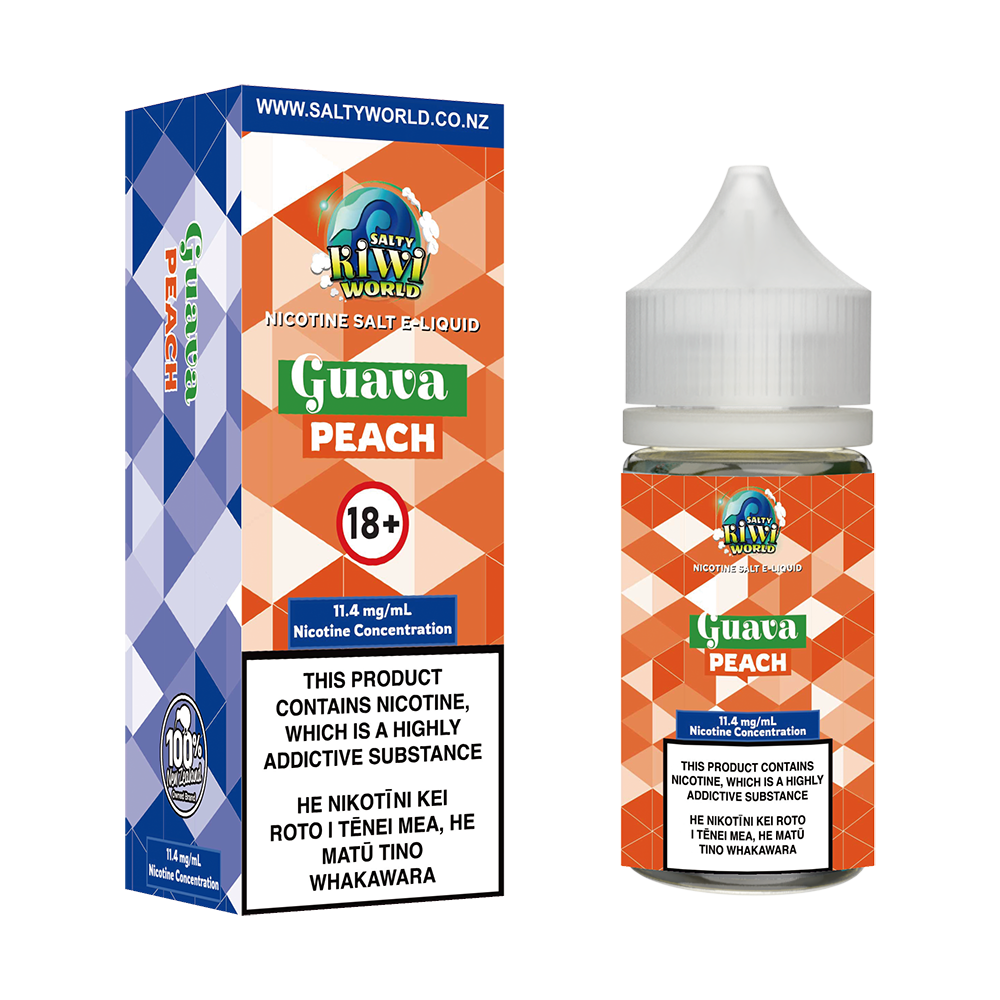 WWW.SALTYWORLD.CO.NZ
SALTY
KIWI
WORLD
NICOTINE SALT E-LIQUID
Guava
PEACH
18+
11.4 mg/mL
Nicotine Concentration
THIS PRODUCT
CONTAINS NICOTINE,
WHICH IS A HIGHLY
ADDICTIVE SUBSTANCE
HE NIKOTĪNI KEI
ROTO I TĒNEI MEA, HE
MATŪ TINO
WHAKAWARA
Guava
PEACH
100%
New Zealand
Owned Brand
11.4 mg/mL
Nicotine Concentration
SALTY
KIWI
WORLD
NICOTINE SALT E-LIQUID
Guava
PEACH
11.4 mg/mL
Nicotine Concentration
THIS PRODUCT CONTAINS
NICOTINE, WHICH IS A HIGHLY
ADDICTIVE SUBSTANCE
HE NIKOTĪNI KEI ROTO
I TĒNEI MEA, HE MATŪ
TINO WHAKAWARA